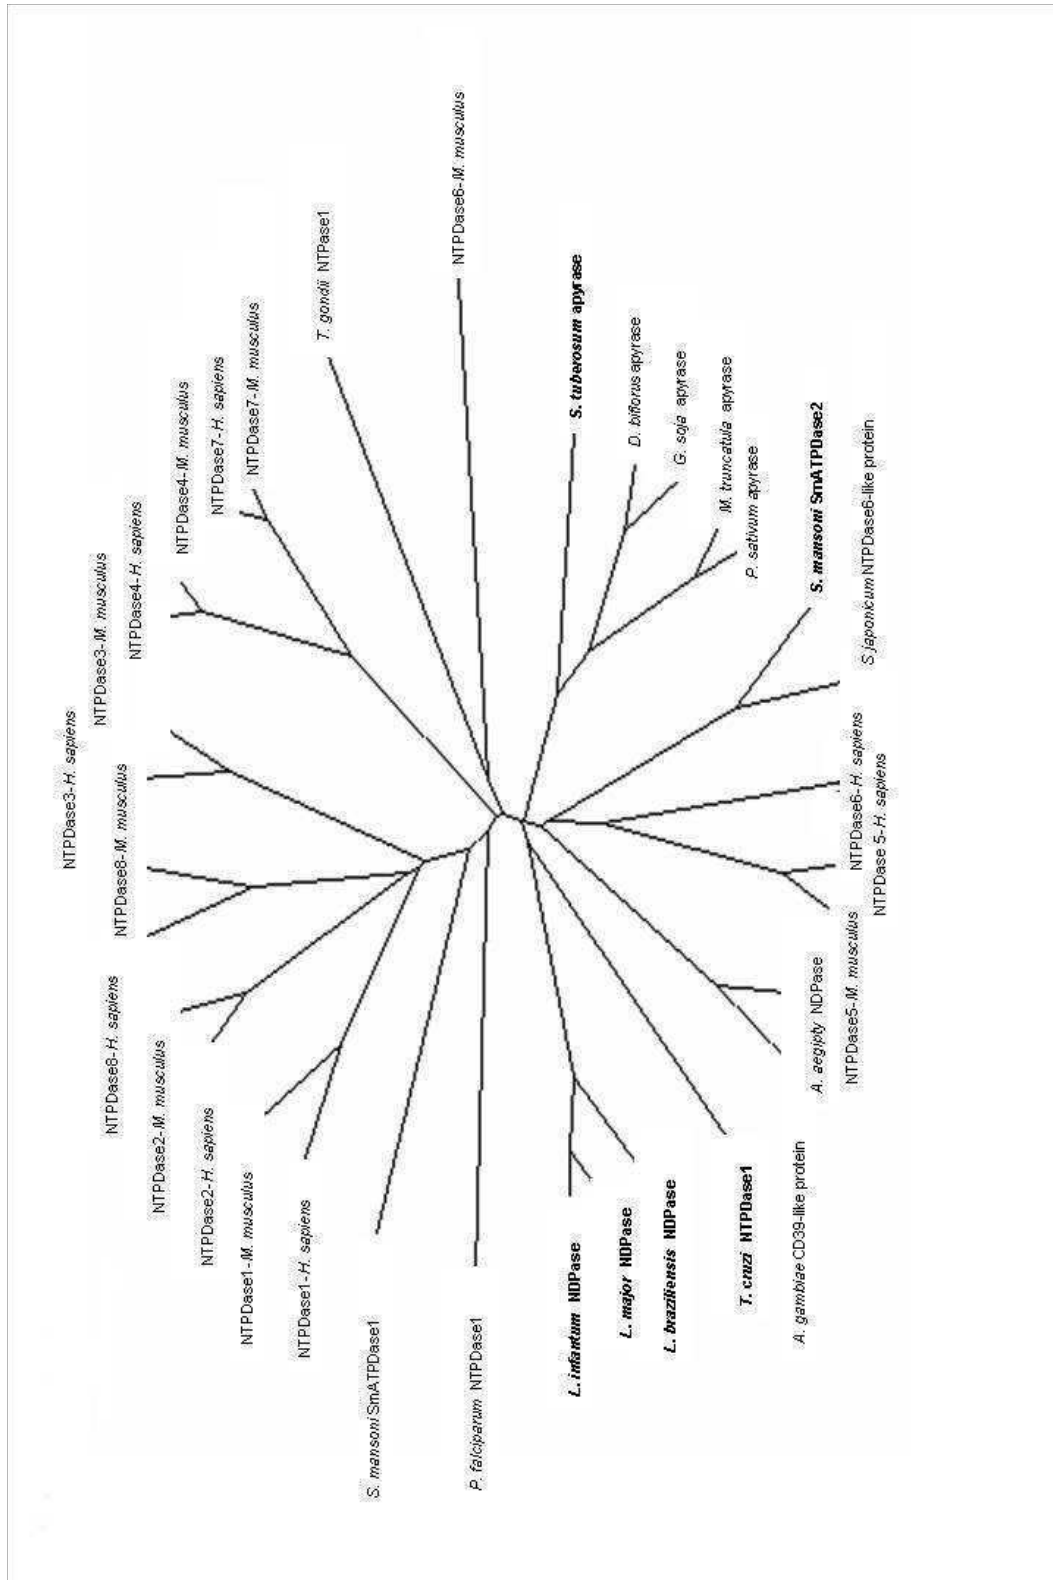 NTPDase6-M. musculus
T. gondii NTPase1
NTPDase7-M. musculus
NTPDase7-H. sapiens
NTPDase4-M. musculus
NTPDase4-H. sapiens
NTPDase3-M. musculus
NTPDase3-H. sapiens
NTPDase8-M. musculus
NTPDase8-H. sapiens
NTPDase2-M. musculus
NTPDase2-H. sapiens
NTPDase1-M. musculus
NTPDase1-H. sapiens
S. mansoni SmATPDase1
P. falciparum NTPDase1
L. infantum NDPase
L. major NDPase
L. braziliensis NDPase
T. cruzi NTPDase1
A. gambiae CD39-like protein
A. aegipty NDPase
NTPDase5-M. musculus
NTPDase 5-H. sapiens
NTPDase6-H. sapiens
S japonicum NTPDase6-like protein
S. mansoni SmATPDase2
P. sativum apyrase
M. truncatula apyrase
G. soja apyrase
D. biflorus apyrase
S. tuberosum apyrase